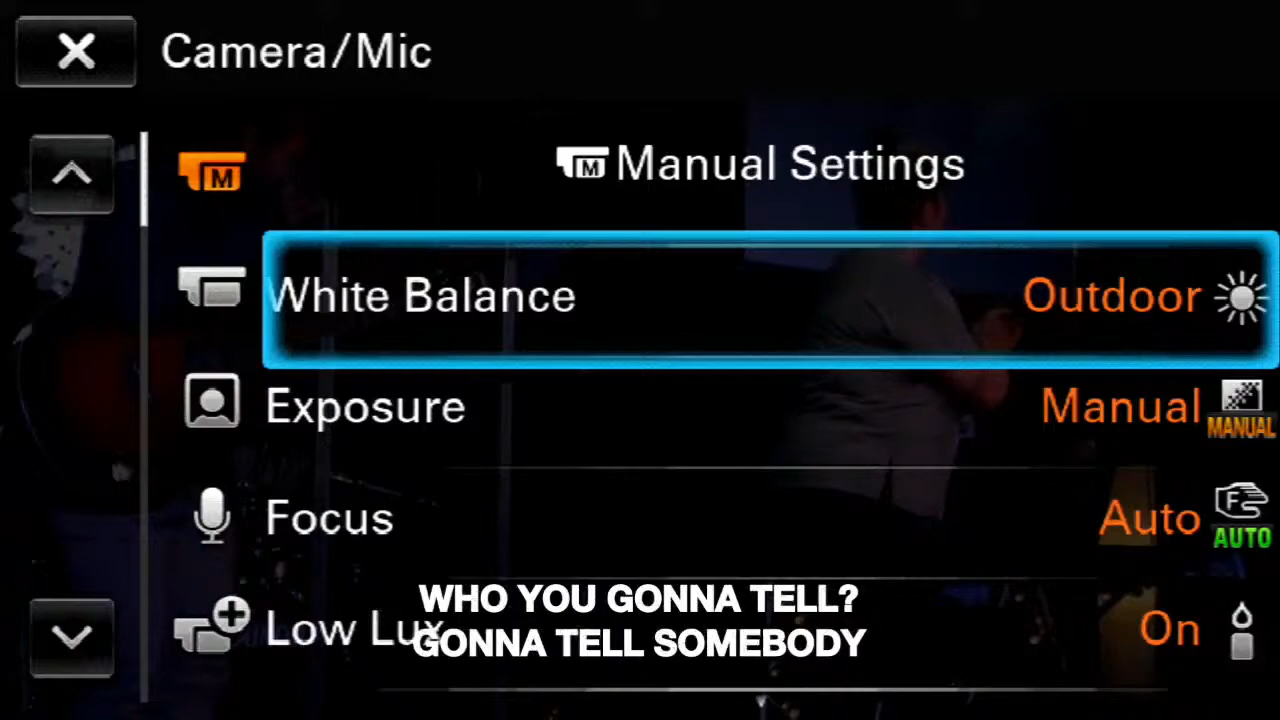 Camera/Mic
M Manual Settings
M
White Balance Outdoor
Exposure Manual MANUAL
Focus Auto F AUTO
Low Lux On
WHO YOU GONNA TELL?
GONNA TELL SOMEBODY